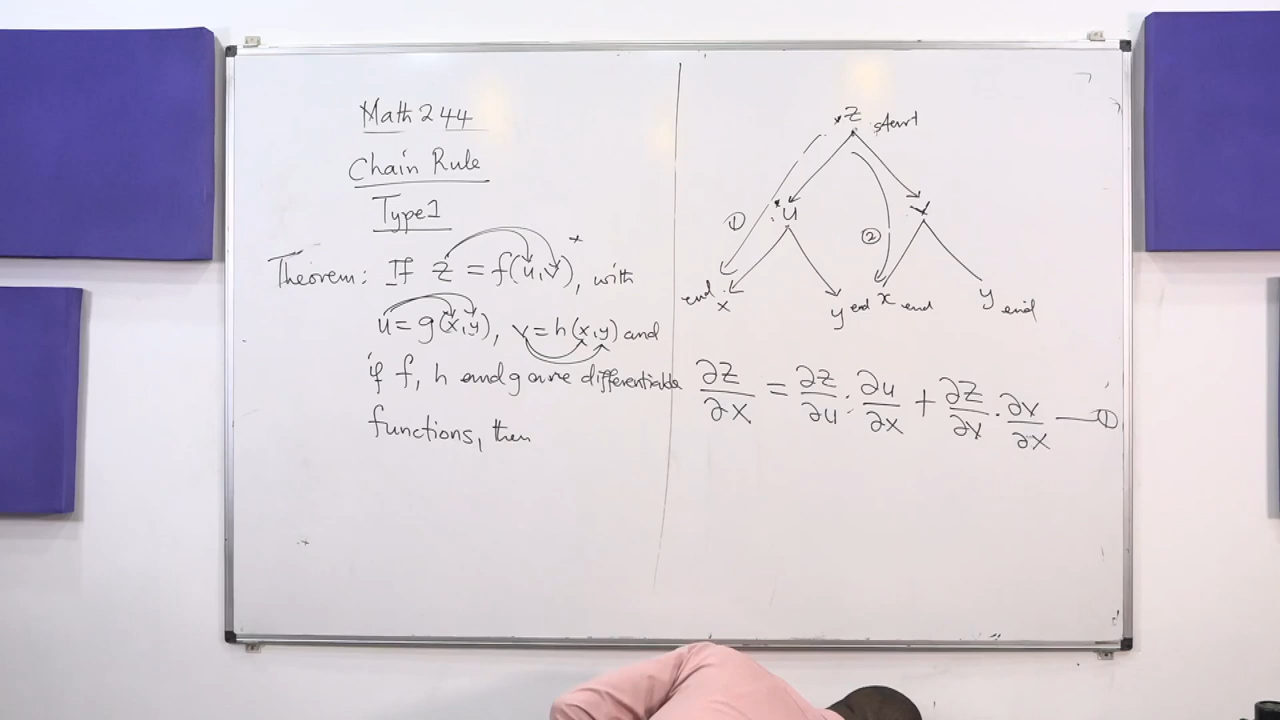 Math 244
Chain Rule
Type 1
Theorem: If z = f(u,v), with
u = g(x,y), v = h(x,y) and
if f, h and g are differentiable
functions, then
z start
u v
① ②
end x y end x end y end
∂z/∂x = ∂z/∂u · ∂u/∂x + ∂z/∂v · ∂v/∂x — ①